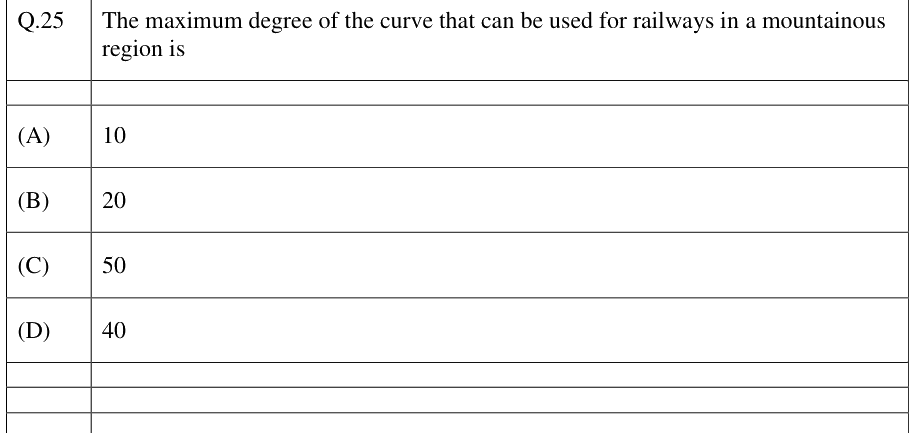 Q.25 The maximum degree of the curve that can be used for railways in a mountainous
region is
(A) 10
(B) 20
(C) 50
(D) 40